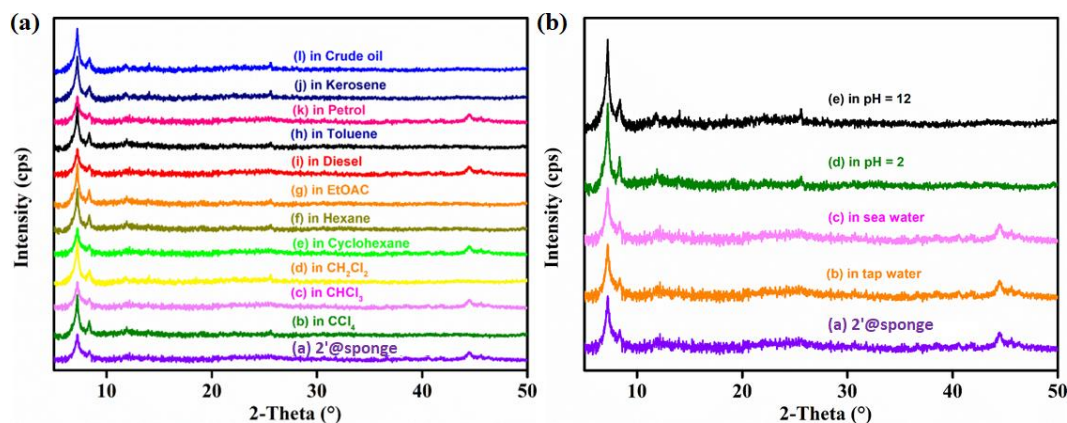 (a)
Intensity (cps)
(l) in Crude oil
(j) in Kerosene
(k) in Petrol
(h) in Toluene
(i) in Diesel
(g) in EtOAC
(f) in Hexane
(e) in Cyclohexane
(d) in CH₂Cl₂
(c) in CHCl₃
(b) in CCl₄
(a) 2'@sponge
10 20 30 40 50
2-Theta (°)
(b)
Intensity (cps)
(e) in pH = 12
(d) in pH = 2
(c) in sea water
(b) in tap water
(a) 2'@sponge
10 20 30 40 50
2-Theta (°)